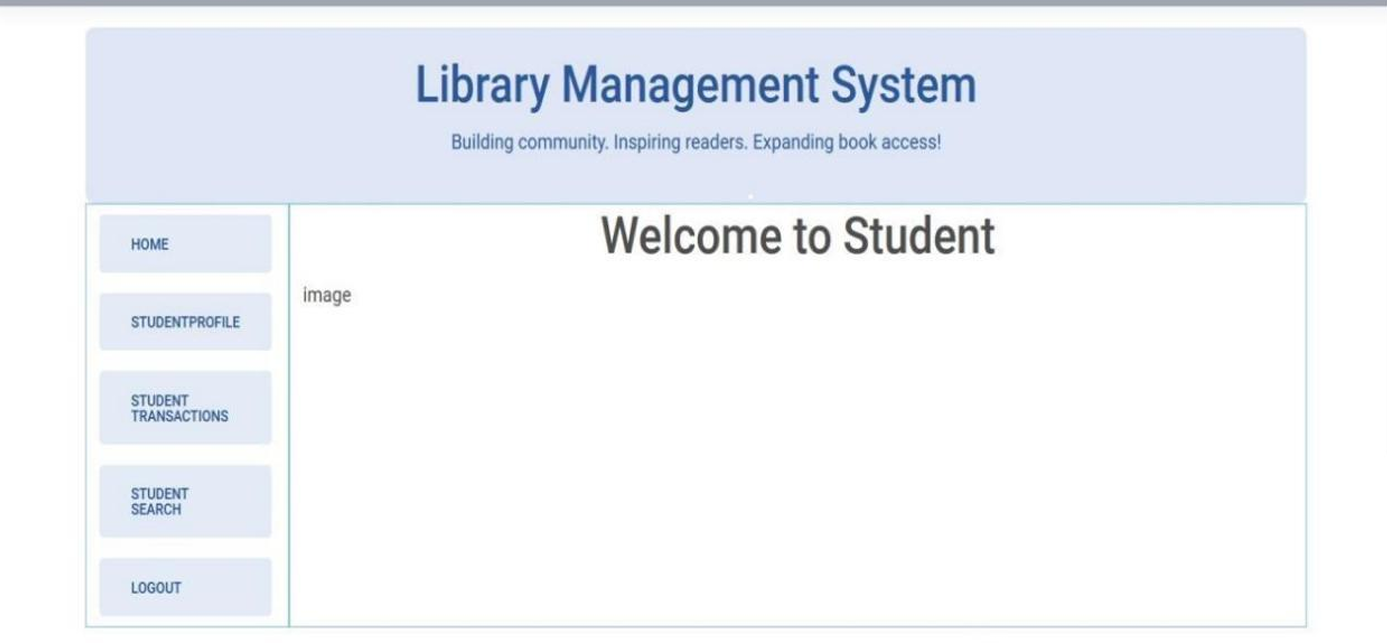 Library Management System
Building community. Inspiring readers. Expanding book access!
HOME
STUDENTPROFILE
STUDENT
TRANSACTIONS
STUDENT
SEARCH
LOGOUT
Welcome to Student
image